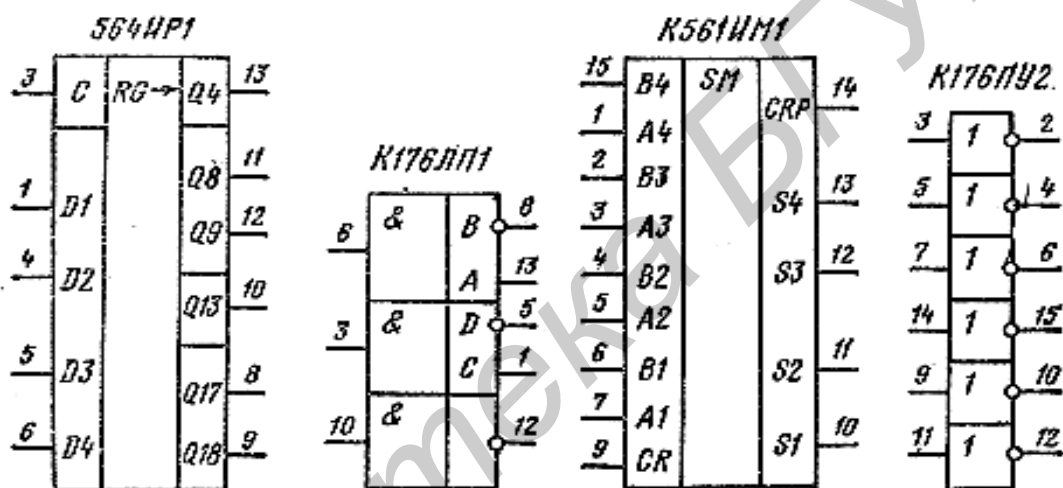 564ИР1
3 C RG→ Q4 13
Q8 11
1 D1
Q9 12
4 D2
Q13 10
5 D3
Q17 8
6 D4
Q18 9
К176ЛП1
6 & B 8
A 13
3 & D 5
C 1
10 & 12
К561ИМ1
15 B4 SM
CRP 14
1 A4
2 B3
S4 13
3 A3
4 B2 S3 12
5 A2
6 B1 S2 11
7 A1
S1 10
9 CR
К176ПУ2.
3 1 2
5 1 4
7 1 6
14 1 15
9 1 10
11 1 12
тека БГУ